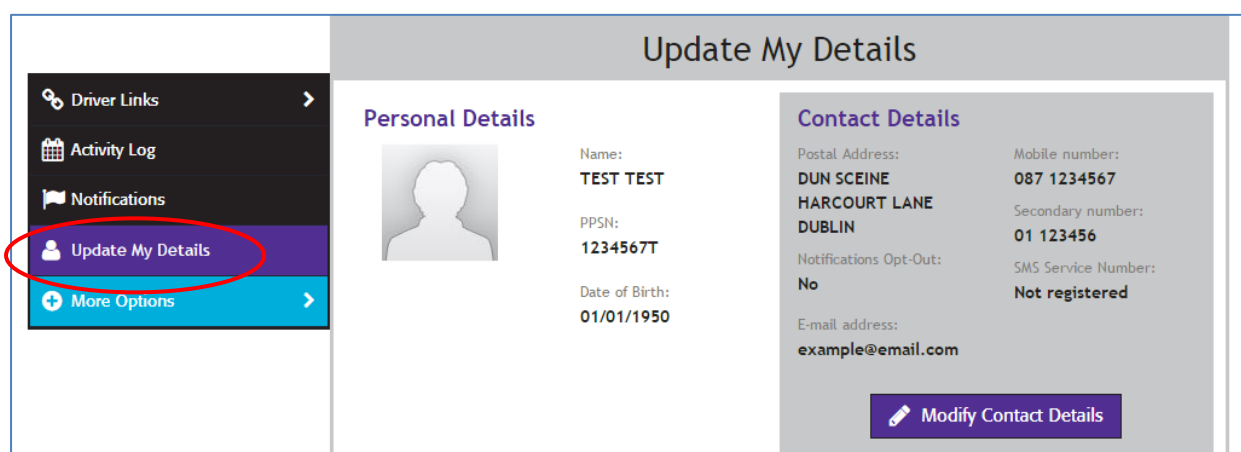 Update My Details
Driver Links
Activity Log
Notifications
Update My Details
More Options
Personal Details
Name:
TEST TEST
PPSN:
1234567T
Date of Birth:
01/01/1950
Contact Details
Postal Address:
DUN SCEINE
HARCOURT LANE
DUBLIN
Notifications Opt-Out:
No
E-mail address:
example@email.com
Mobile number:
087 1234567
Secondary number:
01 123456
SMS Service Number:
Not registered
Modify Contact Details